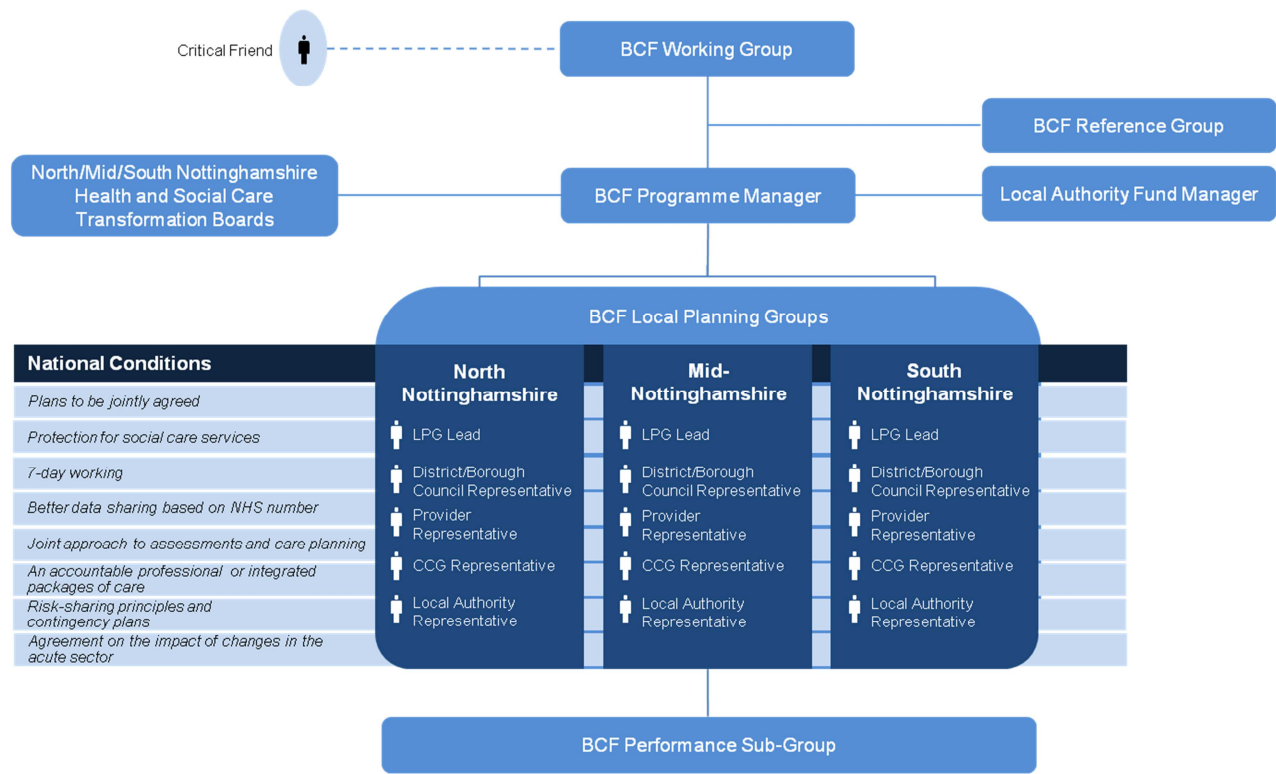 Critical Friend
BCF Working Group
BCF Reference Group
North/Mid/South Nottinghamshire
Health and Social Care
Transformation Boards
BCF Programme Manager
Local Authority Fund Manager
BCF Local Planning Groups
National Conditions
Plans to be jointly agreed
Protection for social care services
7-day working
Better data sharing based on NHS number
Joint approach to assessments and care planning
An accountable professional or integrated
packages of care
Risk-sharing principles and
contingency plans
Agreement on the impact of changes in the
acute sector
North
Nottinghamshire
LPG Lead
District/Borough
Council Representative
Provider
Representative
CCG Representative
Local Authority
Representative
Mid-
Nottinghamshire
LPG Lead
District/Borough
Council Representative
Provider
Representative
CCG Representative
Local Authority
Representative
South
Nottinghamshire
LPG Lead
District/Borough
Council Representative
Provider
Representative
CCG Representative
Local Authority
Representative
BCF Performance Sub-Group